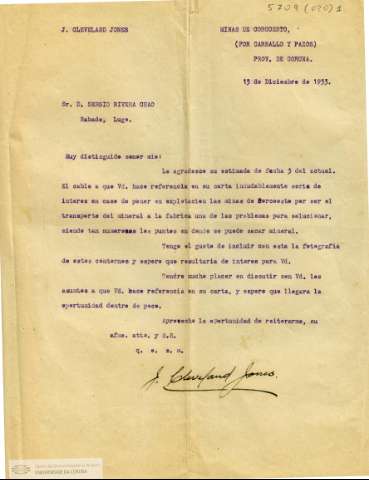 5709 (020) 1
J. CLEVELAND JONES
MINAS DE CORCOESTO,
(POR CARBALLO Y PAZOS)
PROV. DE CORUNA.
13 de Diciembre de 1933.
Sr. D. SERGIO RIVERA CHAO
Rabade, Lugo.
Muy distinguido senor mio:
Le agradesco su estimada de fecha 3 del actual.
El cable a que Vd. hace referencia en su carta indudablemente seria de
interes en caso de poner en explotacion las minas de Corcoesto por ser el
transporte del mineral a la fabrica uno de los problemas para solucionar,
siendo tan numerosos los puntos en donde se puede sacar mineral.
Tengo el gusto de incluir con esta la fotografia
de estos contornos y espero que resultaria de interes para Vd.
Tendre mucho placer en discutir con Vd. los
asuntos a que Vd. hace referencia en su carta, y espero que llegara la
oportunidad dentro de poco.
Aprovecho la oportunidad de reiterarme, su
afmo. atto. y S.S.
q. e. s. m.
J. Cleveland Jones.
UNIVERSIDADE DA CORUÑA